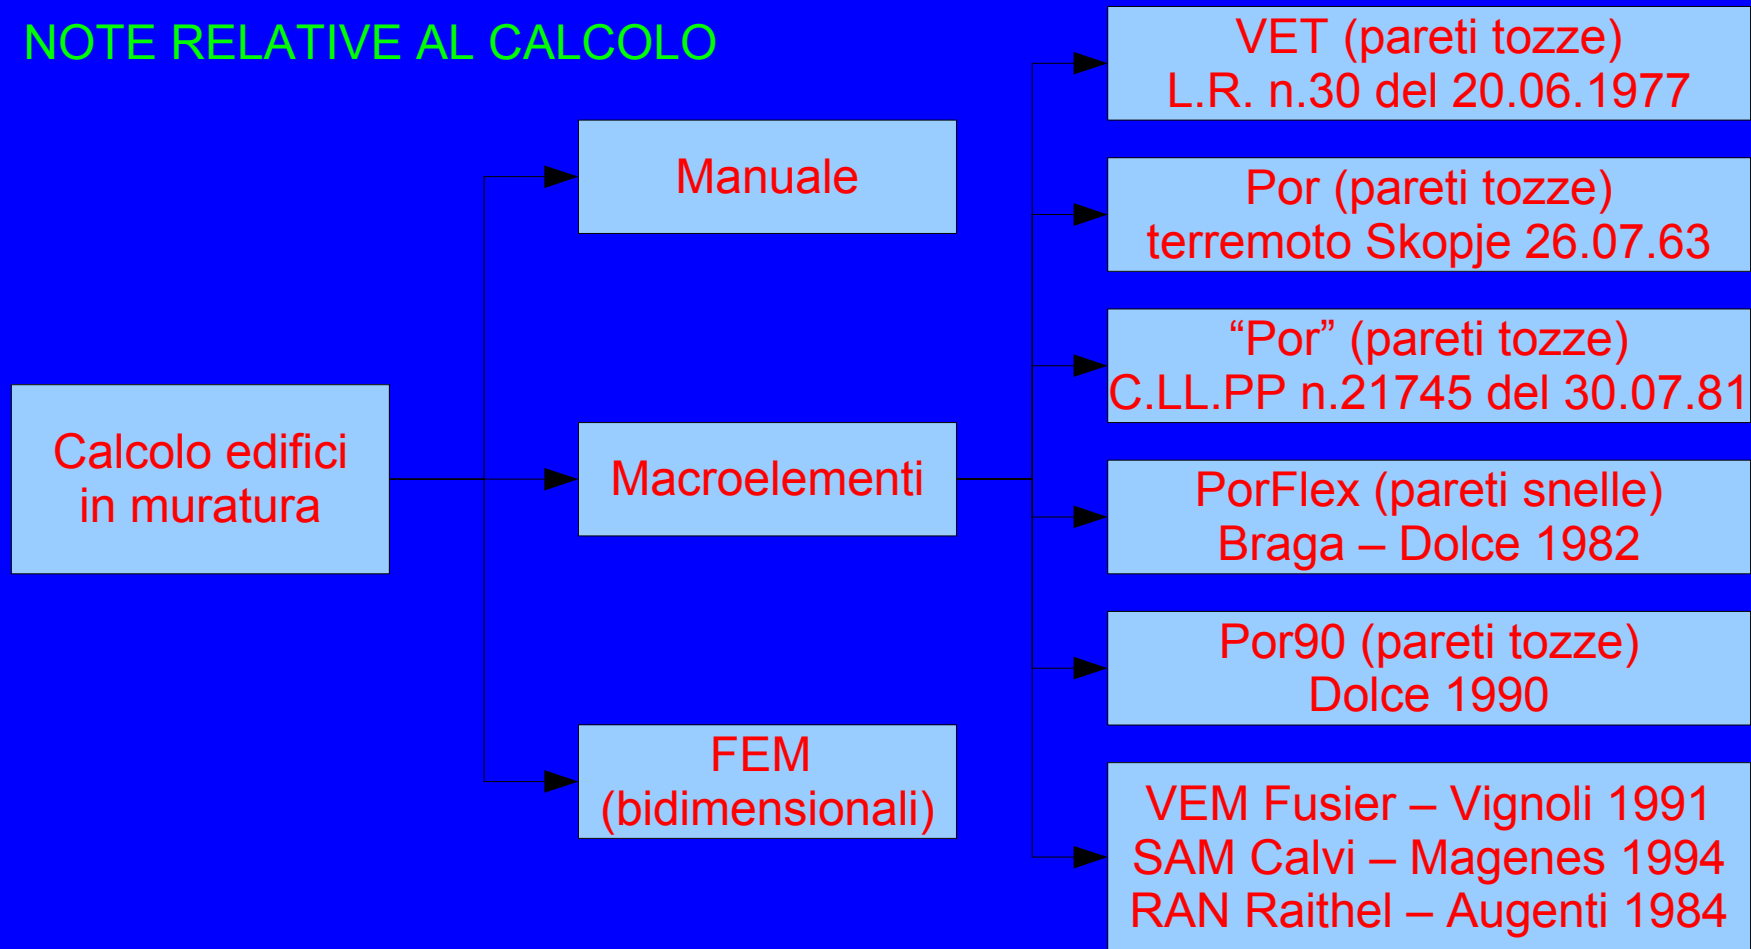 NOTE RELATIVE AL CALCOLO
Calcolo edifici
in muratura
Manuale
Macroelementi
FEM
(bidimensionali)
VET (pareti tozze)
L.R. n.30 del 20.06.1977
Por (pareti tozze)
terremoto Skopje 26.07.63
“Por” (pareti tozze)
C.LL.PP n.21745 del 30.07.81
PorFlex (pareti snelle)
Braga – Dolce 1982
Por90 (pareti tozze)
Dolce 1990
VEM Fusier – Vignoli 1991
SAM Calvi – Magenes 1994
RAN Raithel – Augenti 1984